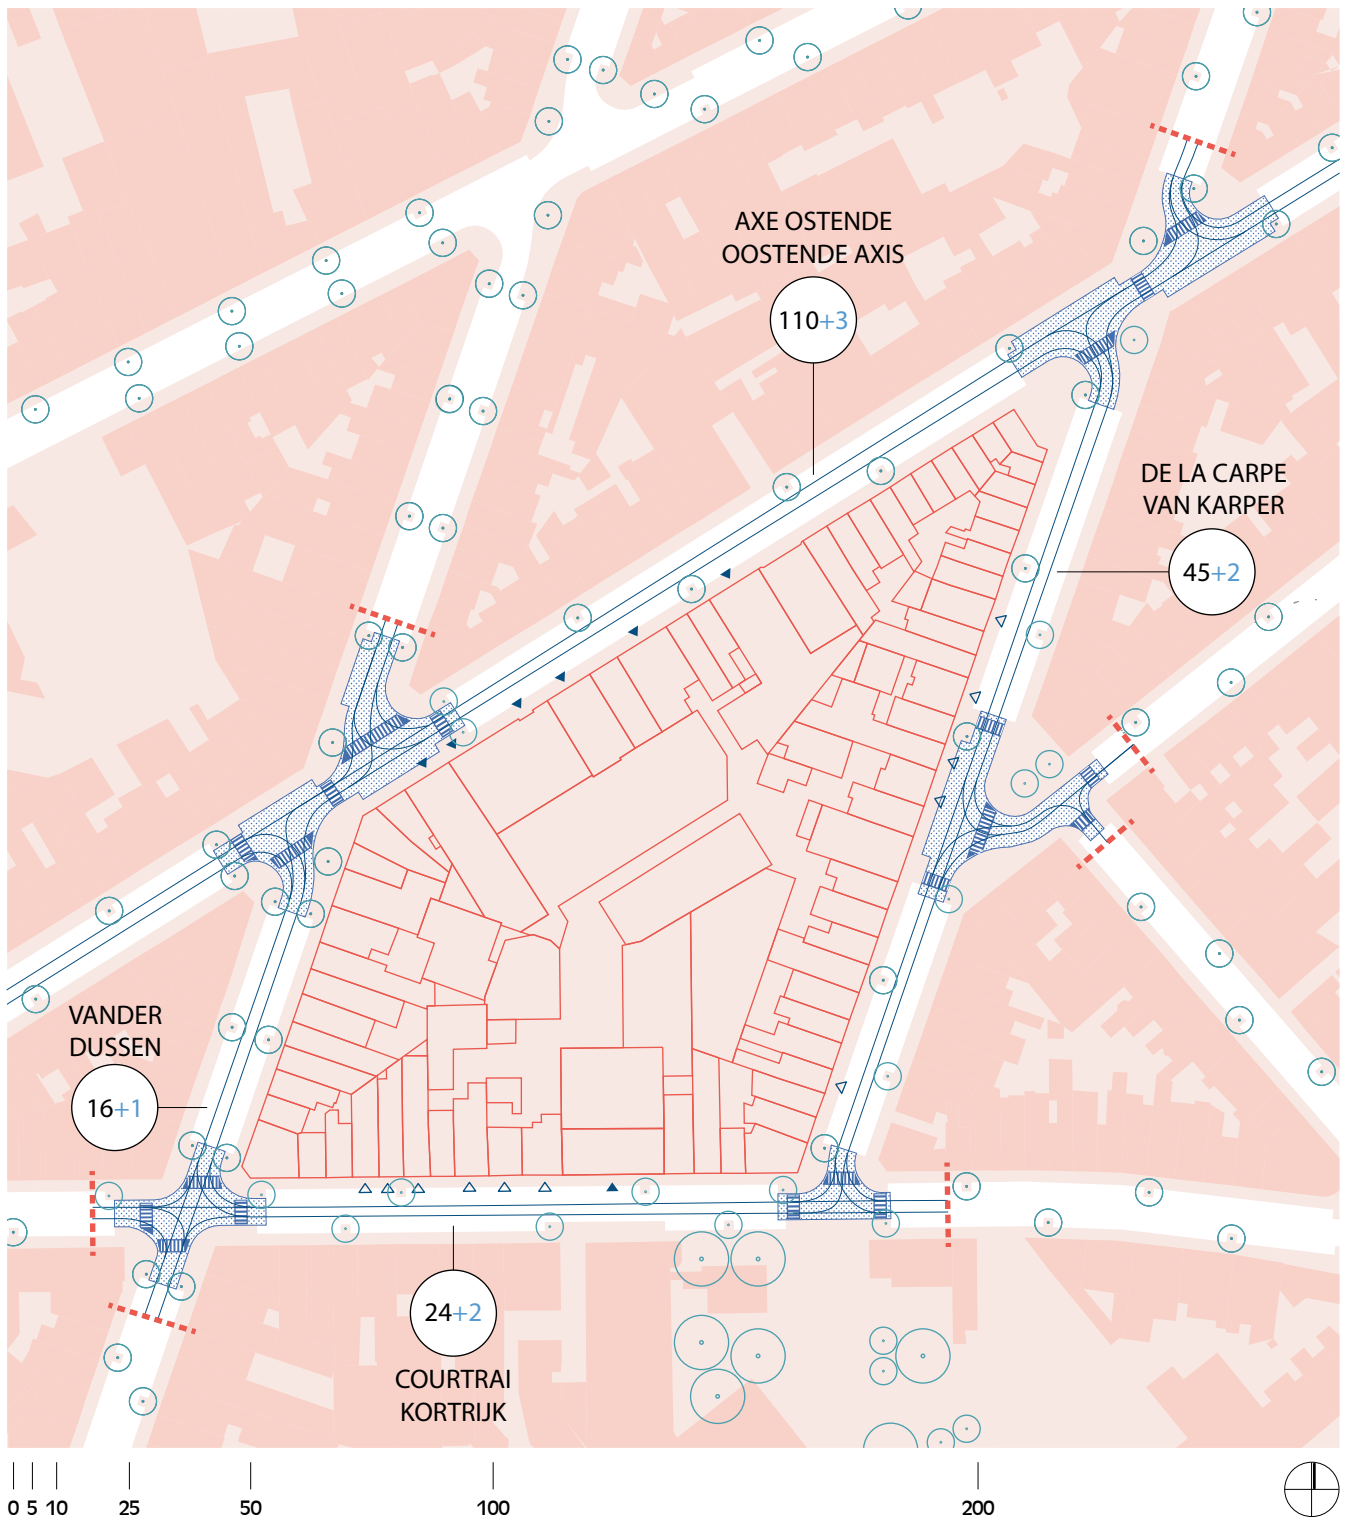 AXE OSTENDE
OOSTENDE AXIS
110+3
DE LA CARPE
VAN KARPER
45+2
VANDER
DUSSEN
16+1
24+2
COURTRAI
KORTRIJK
0 5 10 25 50 100 200